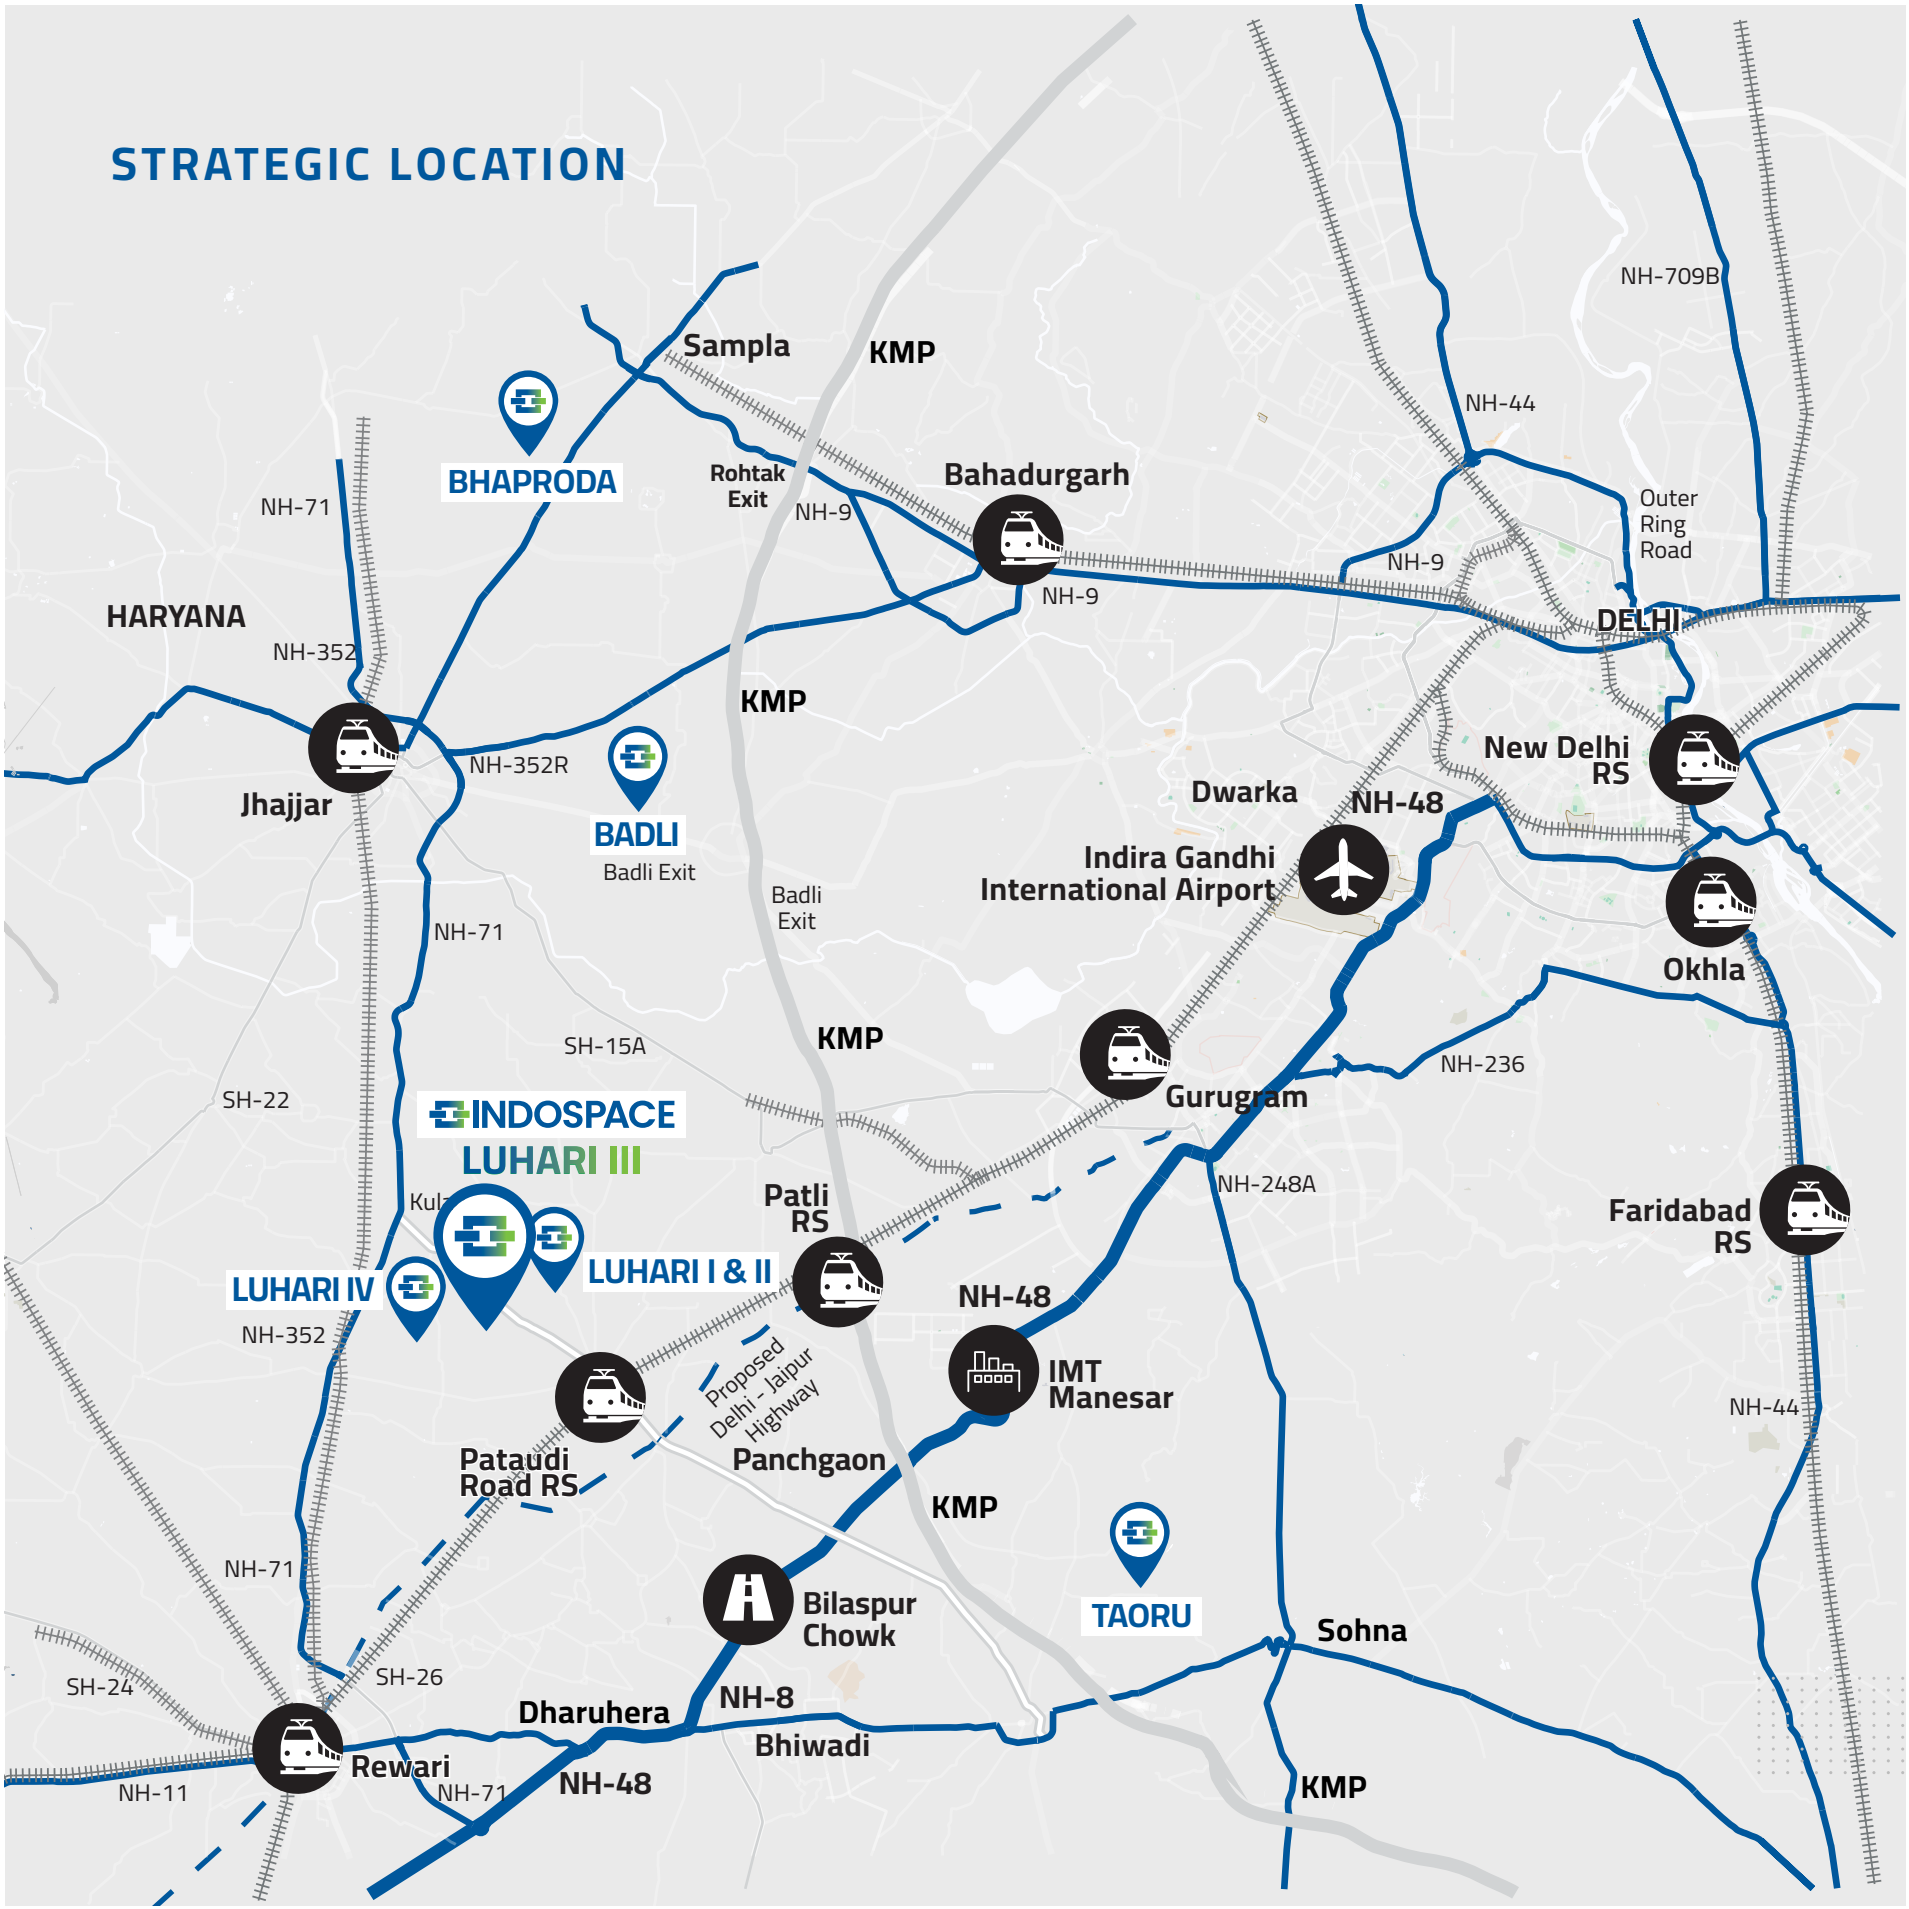 STRATEGIC LOCATION
NH-709B
Sampla
KMP
NH-44
BHAPRODA
Rohtak
Exit
Bahadurgarh
NH-71
NH-9
Outer
Ring
Road
NH-9
NH-9
HARYANA
DELHI
NH-352
KMP
New Delhi
RS
NH-352R
Jhajjar
Dwarka
NH-48
BADLI
Badli Exit
Indira Gandhi
International Airport
Badli
Exit
NH-71
Okhla
KMP
SH-15A
NH-236
SH-22
Gurugram
INDOSPACE
LUHARI III
NH-248A
Patli
RS
Faridabad
RS
LUHARI I & II
LUHARI IV
NH-48
NH-352
Proposed
Delhi - Jaipur
Highway
IMT
Manesar
NH-44
Pataudi
Road RS
Panchgaon
KMP
NH-71
Bilaspur
Chowk
TAORU
Sohna
SH-24
SH-26
NH-8
Dharuhera
Bhiwadi
Rewari
NH-48
NH-11
NH-71
KMP